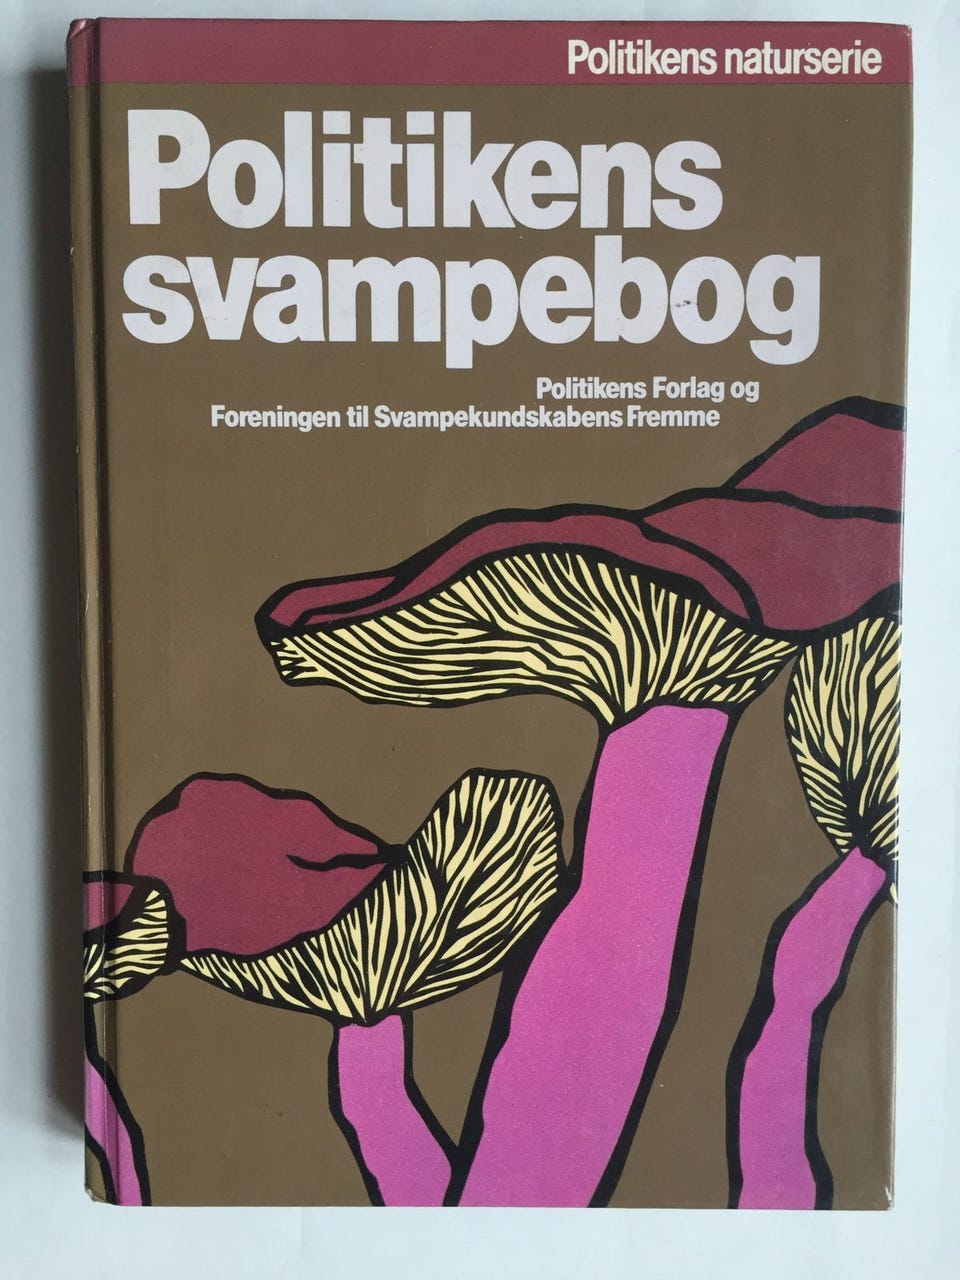 Politikens naturserie
Politikens
svampebog
Politikens Forlag og
Foreningen til Svampekundskabens Fremme